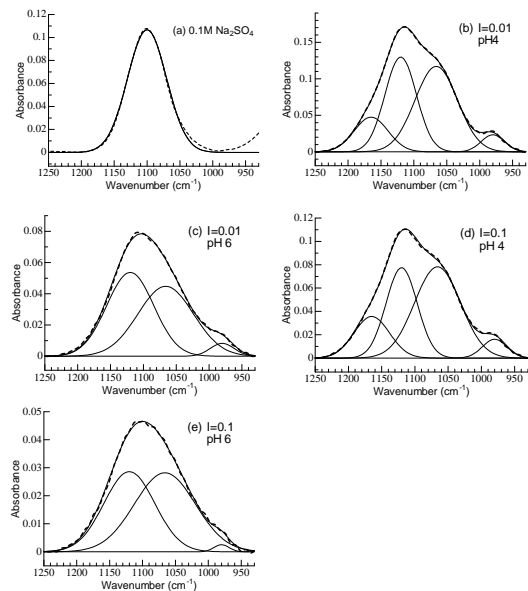 (a) 0.1M Na₂SO₄
0.12
0.1
0.08
0.06
0.04
0.02
0
Absorbance
1250 1200 1150 1100 1050 1000 950
Wavenumber (cm⁻¹)
(b) I=0.01
pH4
0.15
0.1
0.05
0
Absorbance
1250 1200 1150 1100 1050 1000 950
Wavenumber (cm⁻¹)
(c) I=0.01
pH 6
0.08
0.06
0.04
0.02
0
Absorbance
1250 1200 1150 1100 1050 1000 950
Wavenumber (cm⁻¹)
(d) I=0.1
pH 4
0.12
0.1
0.08
0.06
0.04
0.02
0
Absorbance
1250 1200 1150 1100 1050 1000 950
Wavenumber (cm⁻¹)
(e) I=0.1
pH 6
0.05
0.04
0.03
0.02
0.01
0
Absorbance
1250 1200 1150 1100 1050 1000 950
Wavenumber (cm⁻¹)